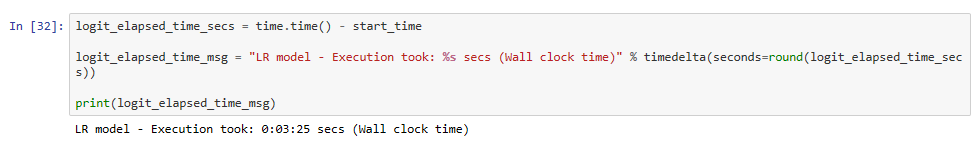 In [32]: logit_elapsed_time_secs = time.time() - start_time
logit_elapsed_time_msg = "LR model - Execution took: %s secs (Wall clock time)" % timedelta(seconds=round(logit_elapsed_time_sec
s))
print(logit_elapsed_time_msg)
LR model - Execution took: 0:03:25 secs (Wall clock time)